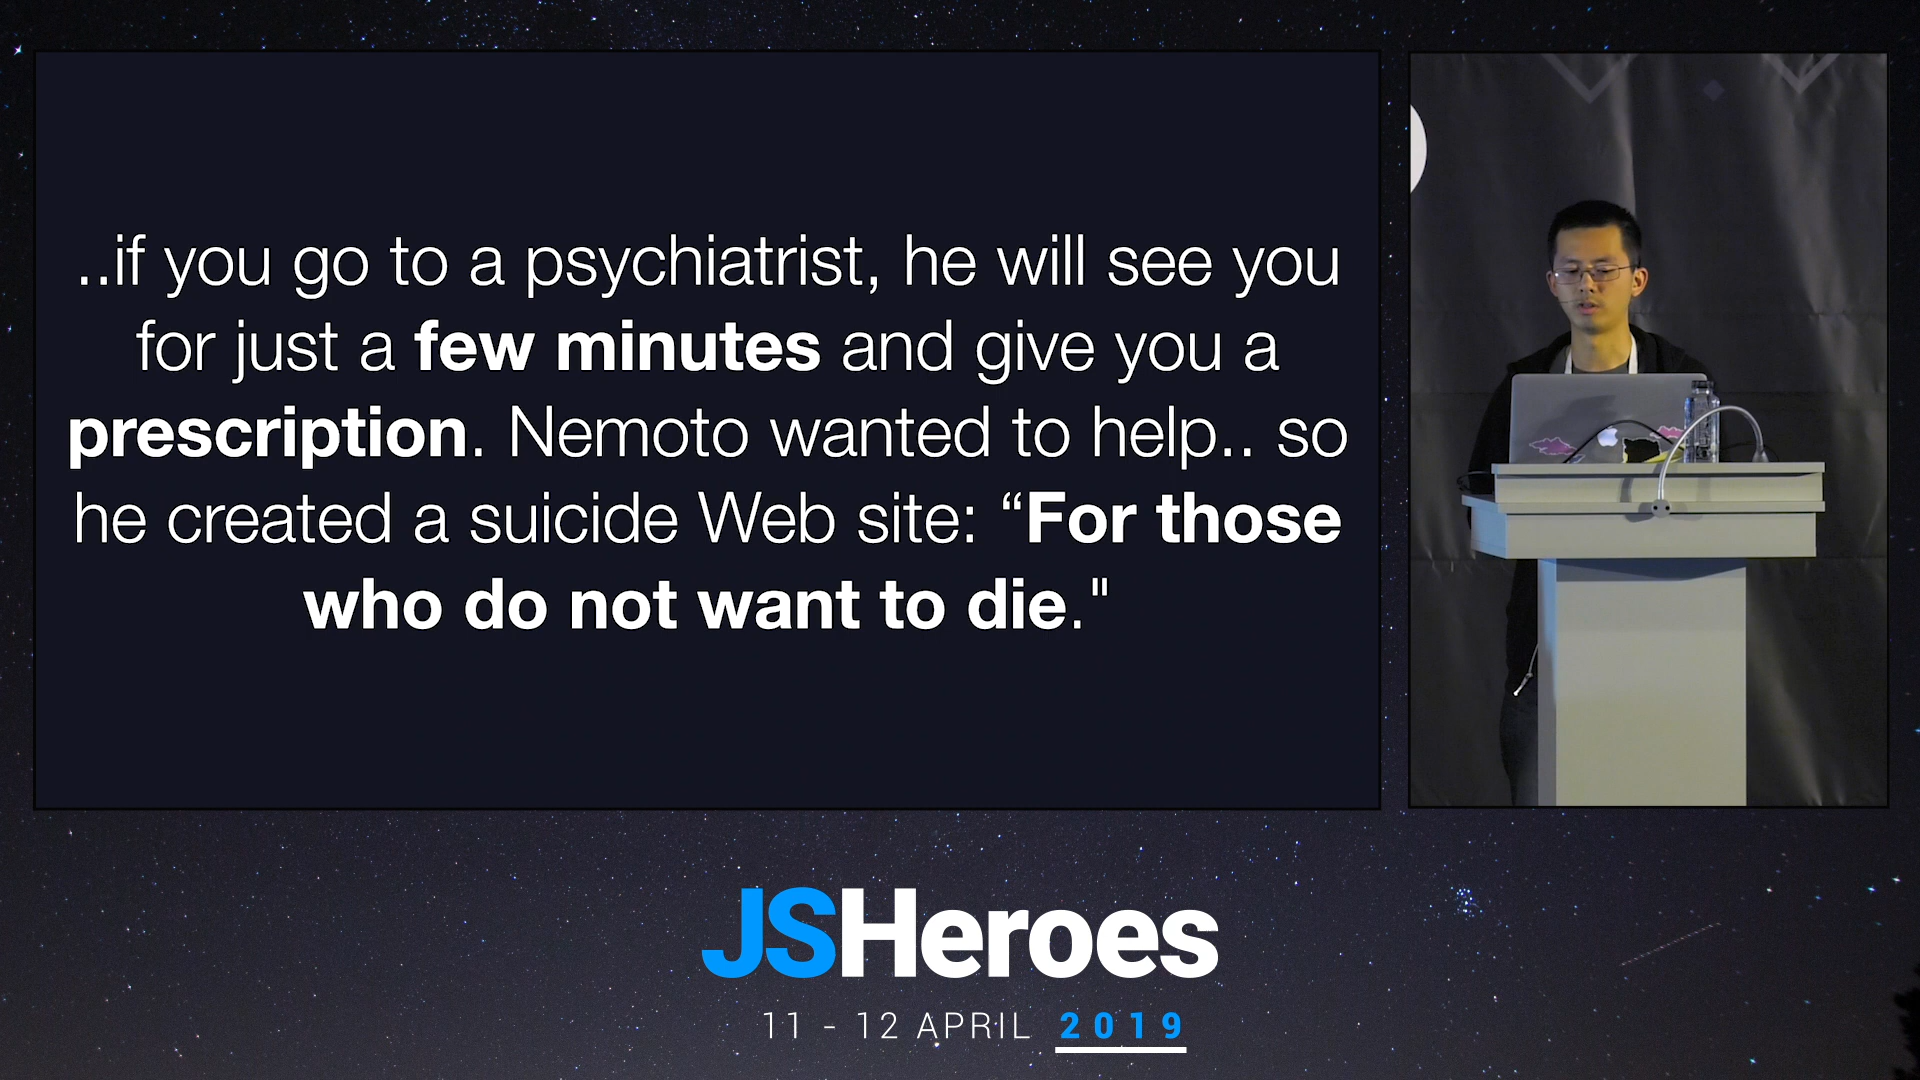 ..if you go to a psychiatrist, he will see you
for just a few minutes and give you a
prescription. Nemoto wanted to help.. so
he created a suicide Web site: “For those
who do not want to die."
JSHeroes
11 - 12 APRIL 2019